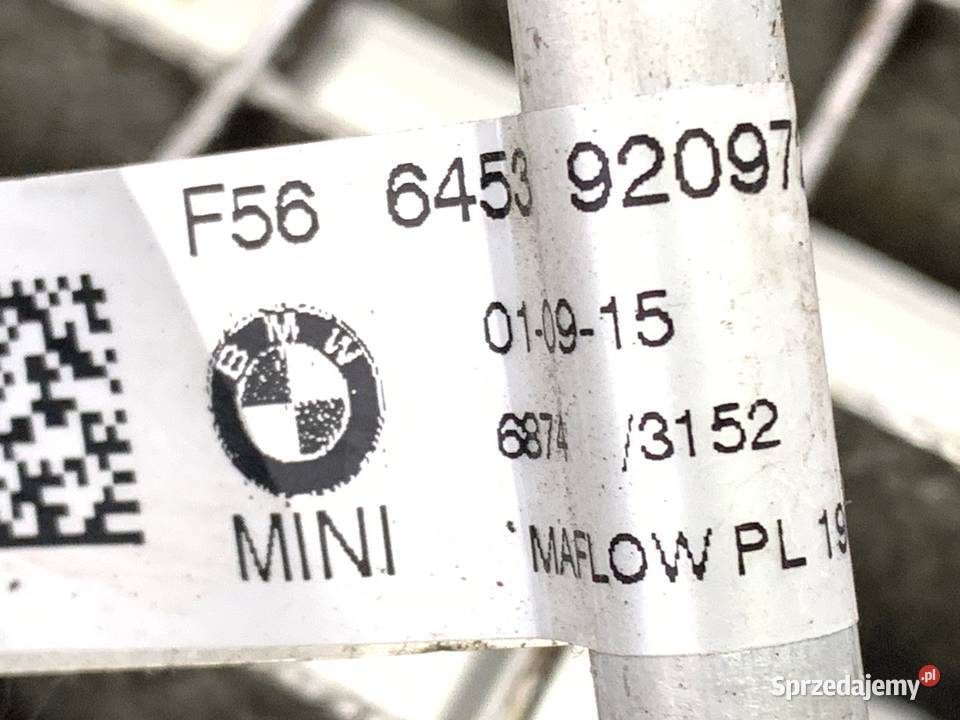 F56 6453 92097
01-09-15
BMW
6874 /3152
MINI
MAFLOW PL 19
Sprzedajemy.pl